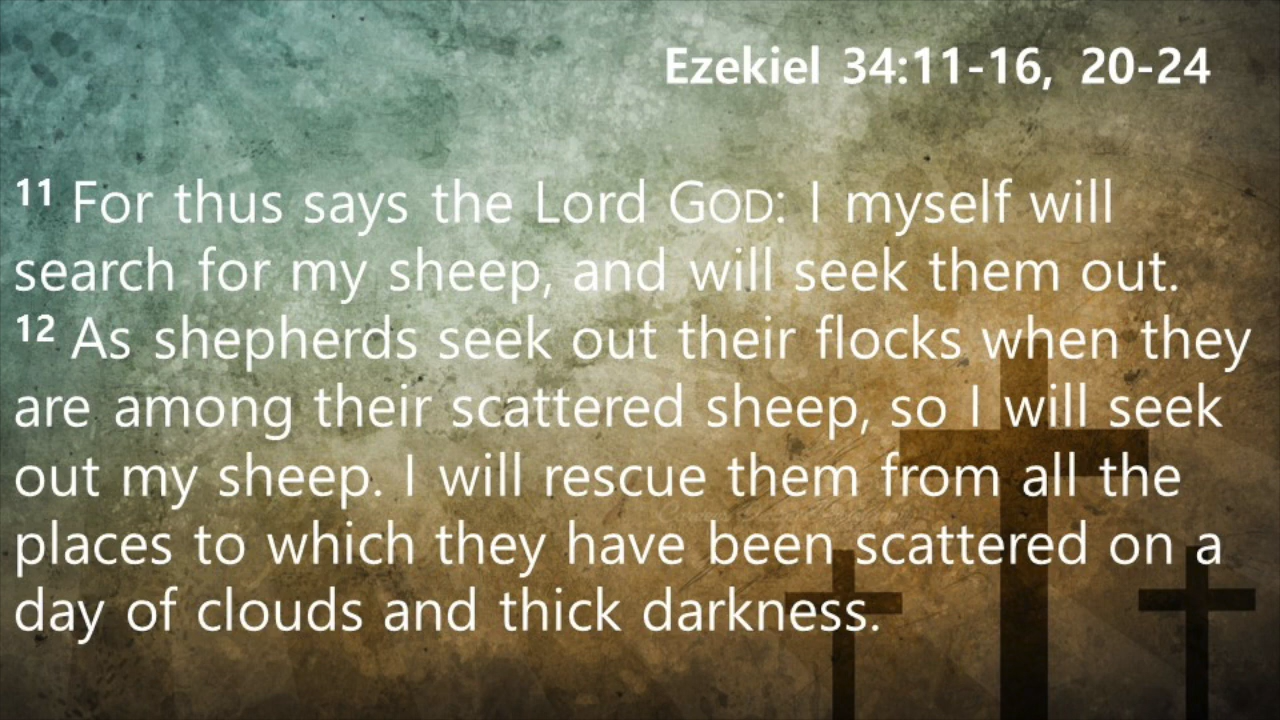 Ezekiel 34:11-16, 20-24
11 For thus says the Lord GOD: I myself will
search for my sheep, and will seek them out.
12 As shepherds seek out their flocks when they
are among their scattered sheep, so I will seek
out my sheep. I will rescue them from all the
places to which they have been scattered on a
day of clouds and thick darkness.